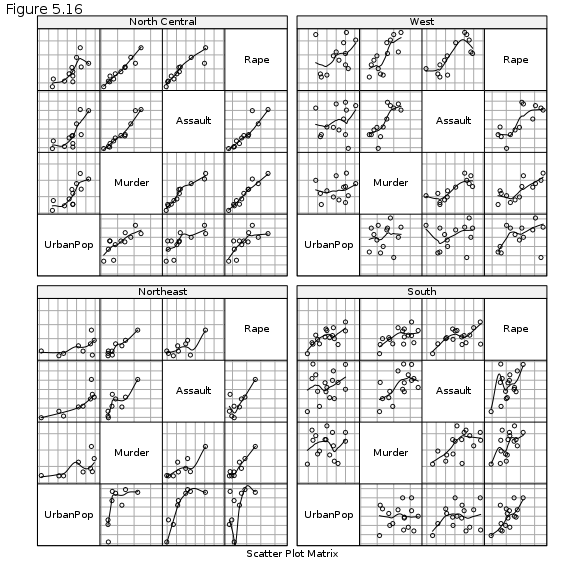 Figure 5.16
North Central
West
Rape
Rape
Assault
Assault
Murder
Murder
UrbanPop
UrbanPop
Northeast
South
Rape
Rape
Assault
Assault
Murder
Murder
UrbanPop
UrbanPop
Scatter Plot Matrix